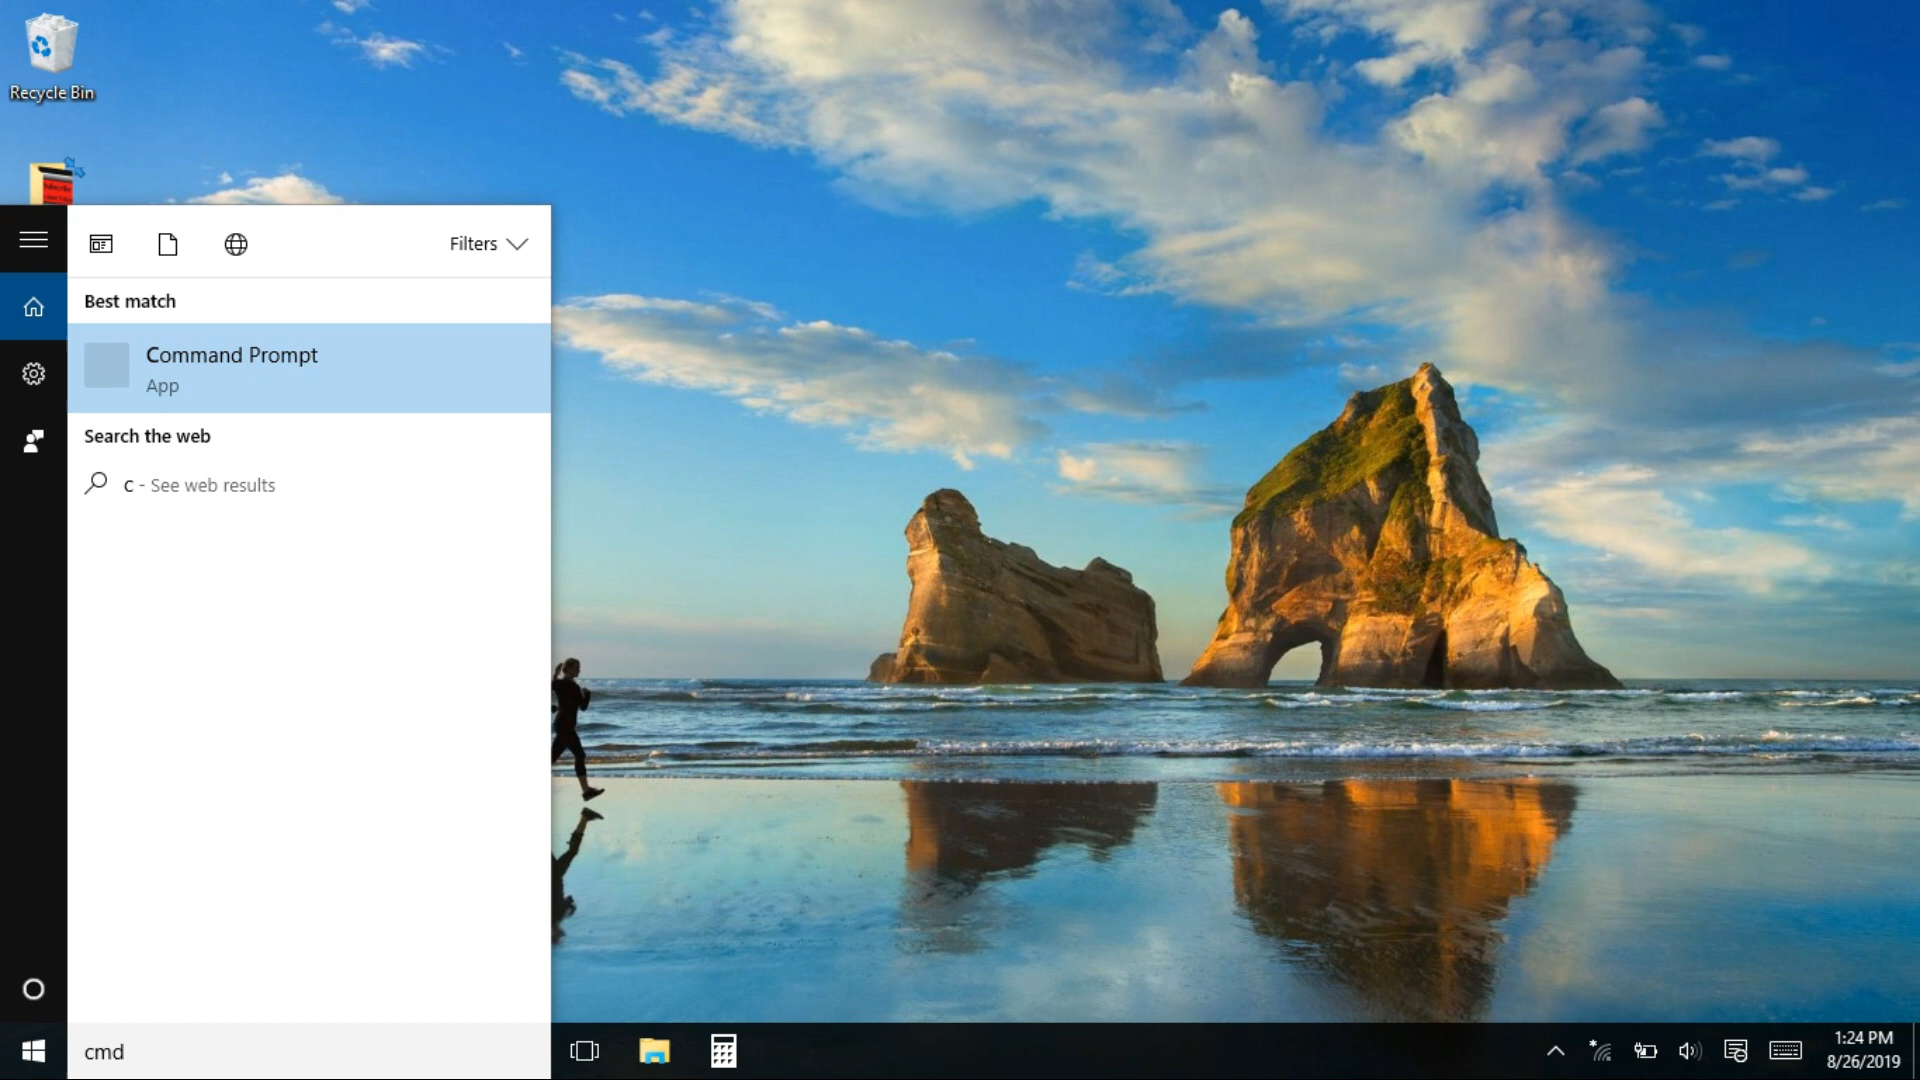 Recycle Bin
Filters
Best match
Command Prompt
App
Search the web
c - See web results
cmd
1:24 PM
8/26/2019